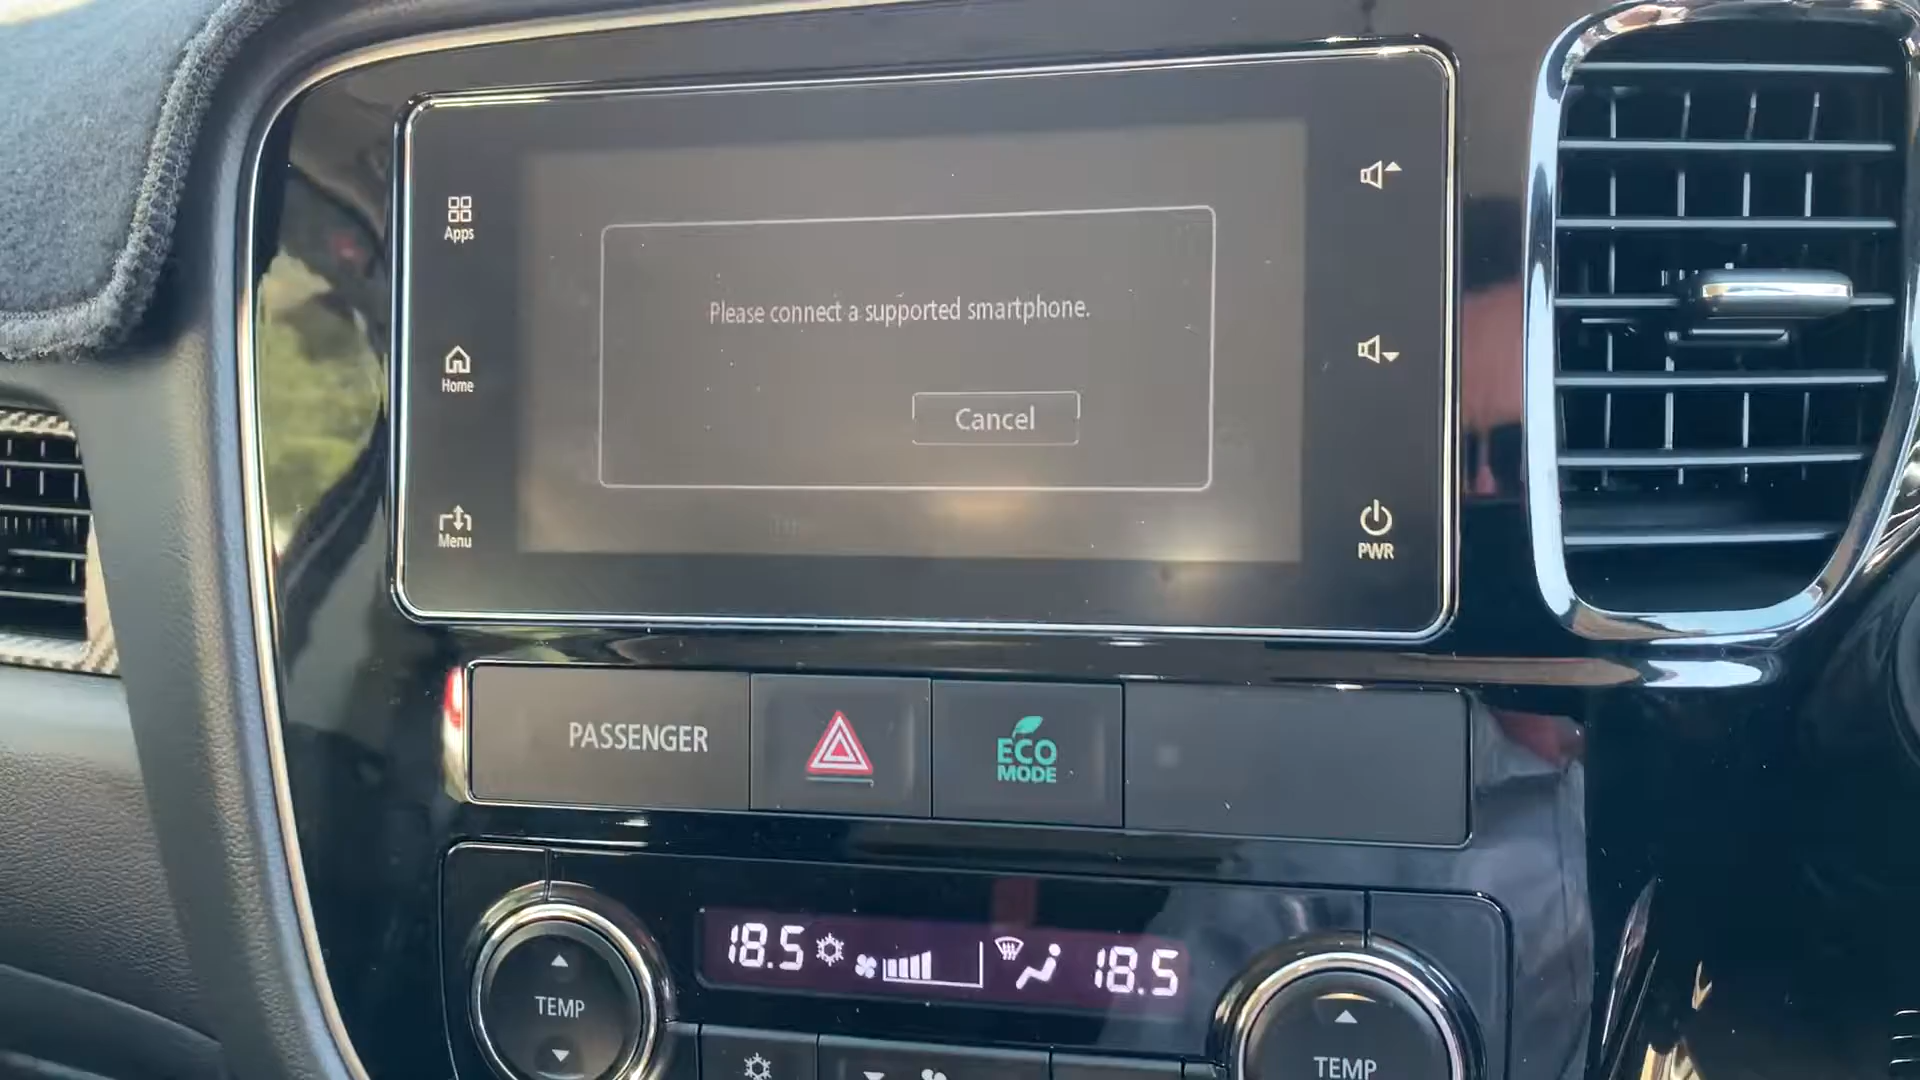 Apps
Home
Menu
Please connect a supported smartphone.
Cancel
PWR
PASSENGER
ECO
MODE
18.5
18.5
TEMP
TEMP